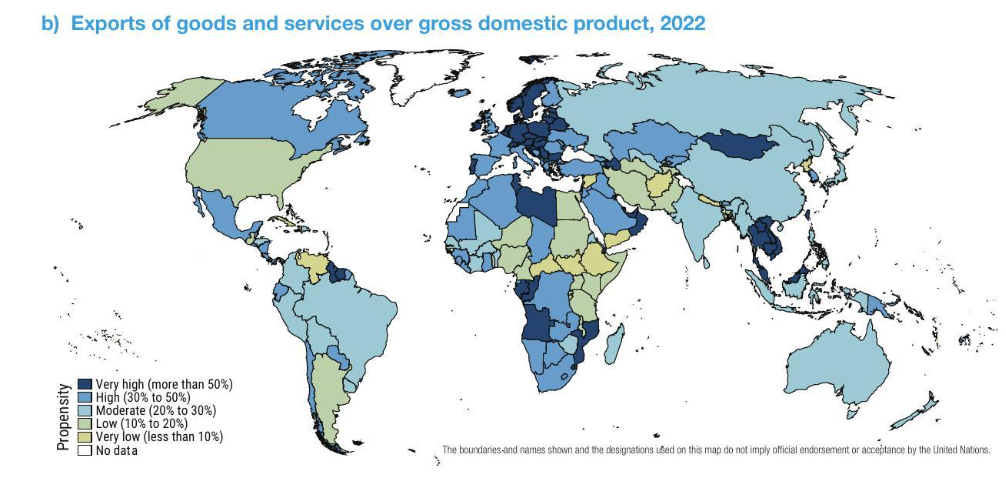 b) Exports of goods and services over gross domestic product, 2022
Propensity
Very high (more than 50%)
High (30% to 50%)
Moderate (20% to 30%)
Low (10% to 20%)
Very low (less than 10%)
No data
The boundaries and names shown and the designations used on this map do not imply official endorsement or acceptance by the United Nations.